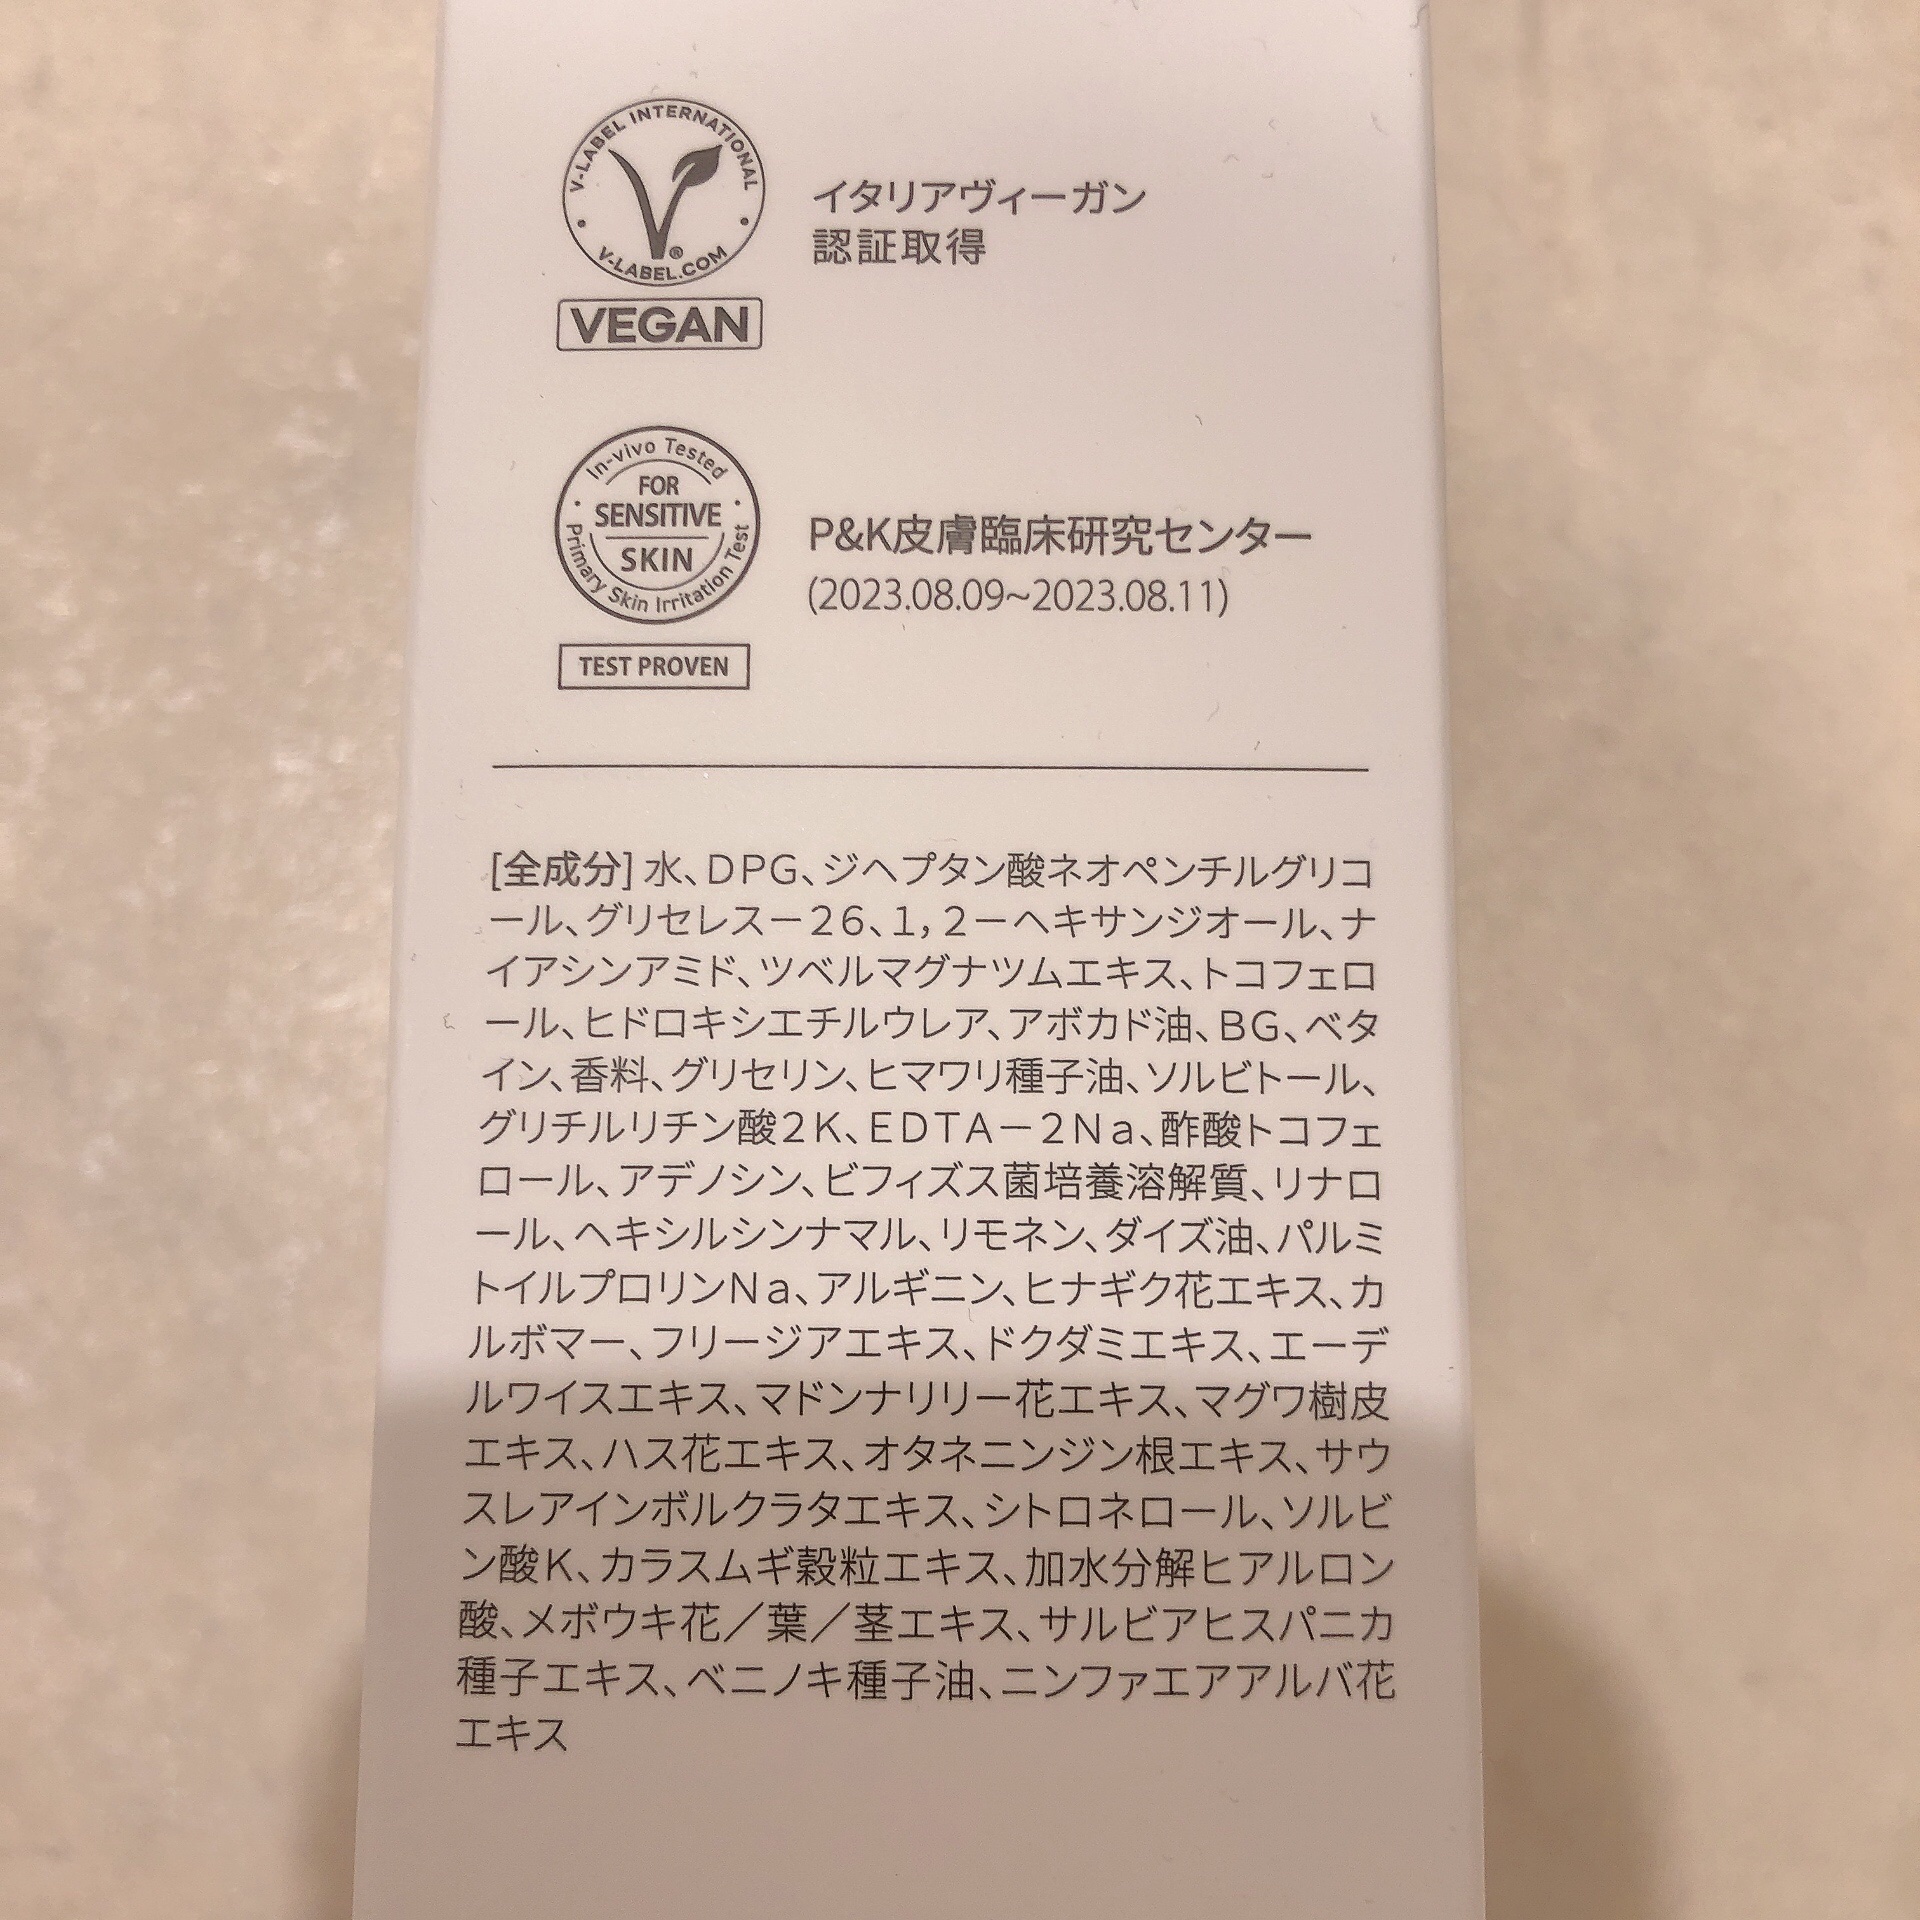 V-LABEL INTERNATIONAL
V-LABEL.COM
®
VEGAN
イタリアヴィーガン
認証取得
In-vivo Tested
FOR
SENSITIVE
SKIN
Primary Skin Irritation Test
TEST PROVEN
P&K皮膚臨床研究センター
(2023.08.09~2023.08.11)
[全成分] 水、DPG、ジヘプタン酸ネオペンチルグリコ
ール、グリセレス－26、1，2－ヘキサンジオール、ナ
イアシンアミド、ツベルマグナツムエキス、トコフェロ
ール、ヒドロキシエチルウレア、アボカド油、BG、ベタ
イン、香料、グリセリン、ヒマワリ種子油、ソルビトール、
グリチルリチン酸2K、EDTA－2Na、酢酸トコフェ
ロール、アデノシン、ビフィズス菌培養溶解質、リナロ
ール、ヘキシルシンナマル、リモネン、ダイズ油、パルミ
トイルプロリンNa、アルギニン、ヒナギク花エキス、カ
ルボマー、フリージアエキス、ドクダミエキス、エーデ
ルワイスエキス、マドンナリリー花エキス、マグワ樹皮
エキス、ハス花エキス、オタネニンジン根エキス、サウ
スレアインボルクラタエキス、シトロネロール、ソルビ
ン酸K、カラスムギ穀粒エキス、加水分解ヒアルロン
酸、メボウキ花／葉／茎エキス、サルビアヒスパニカ
種子エキス、ベニノキ種子油、ニンファエアアルバ花
エキス